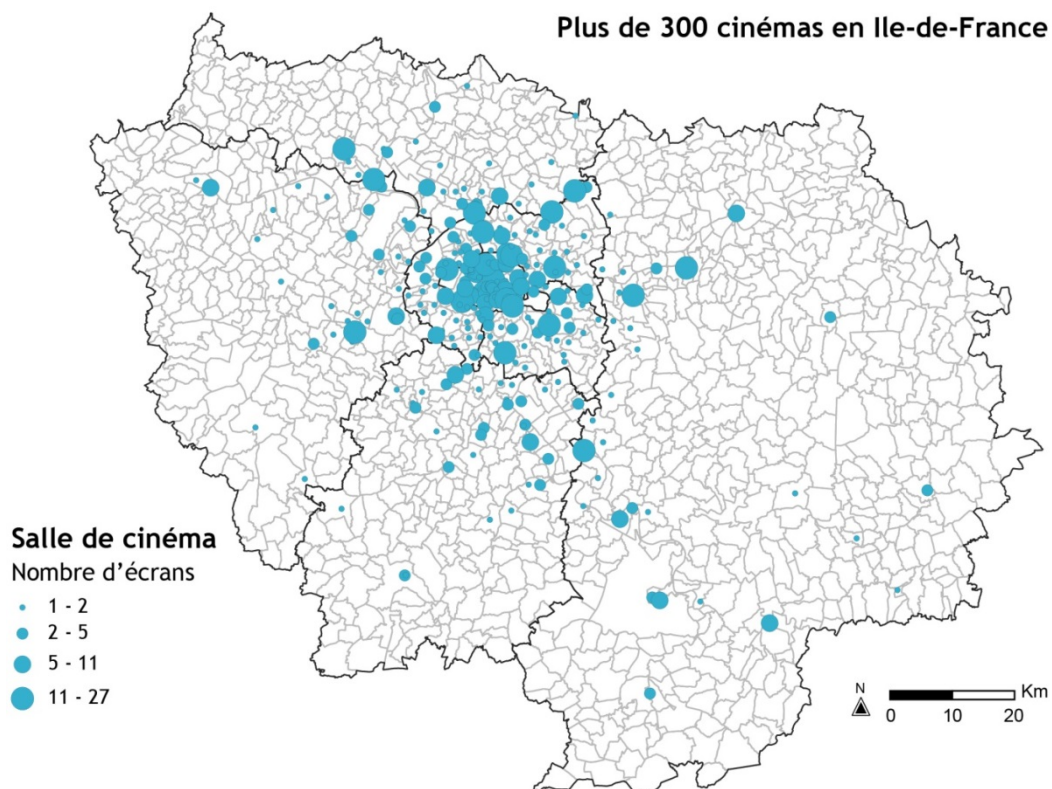 Plus de 300 cinémas en Ile-de-France
Salle de cinéma
Nombre d'écrans
1 - 2
2 - 5
5 - 11
11 - 27
N
Km
0 10 20